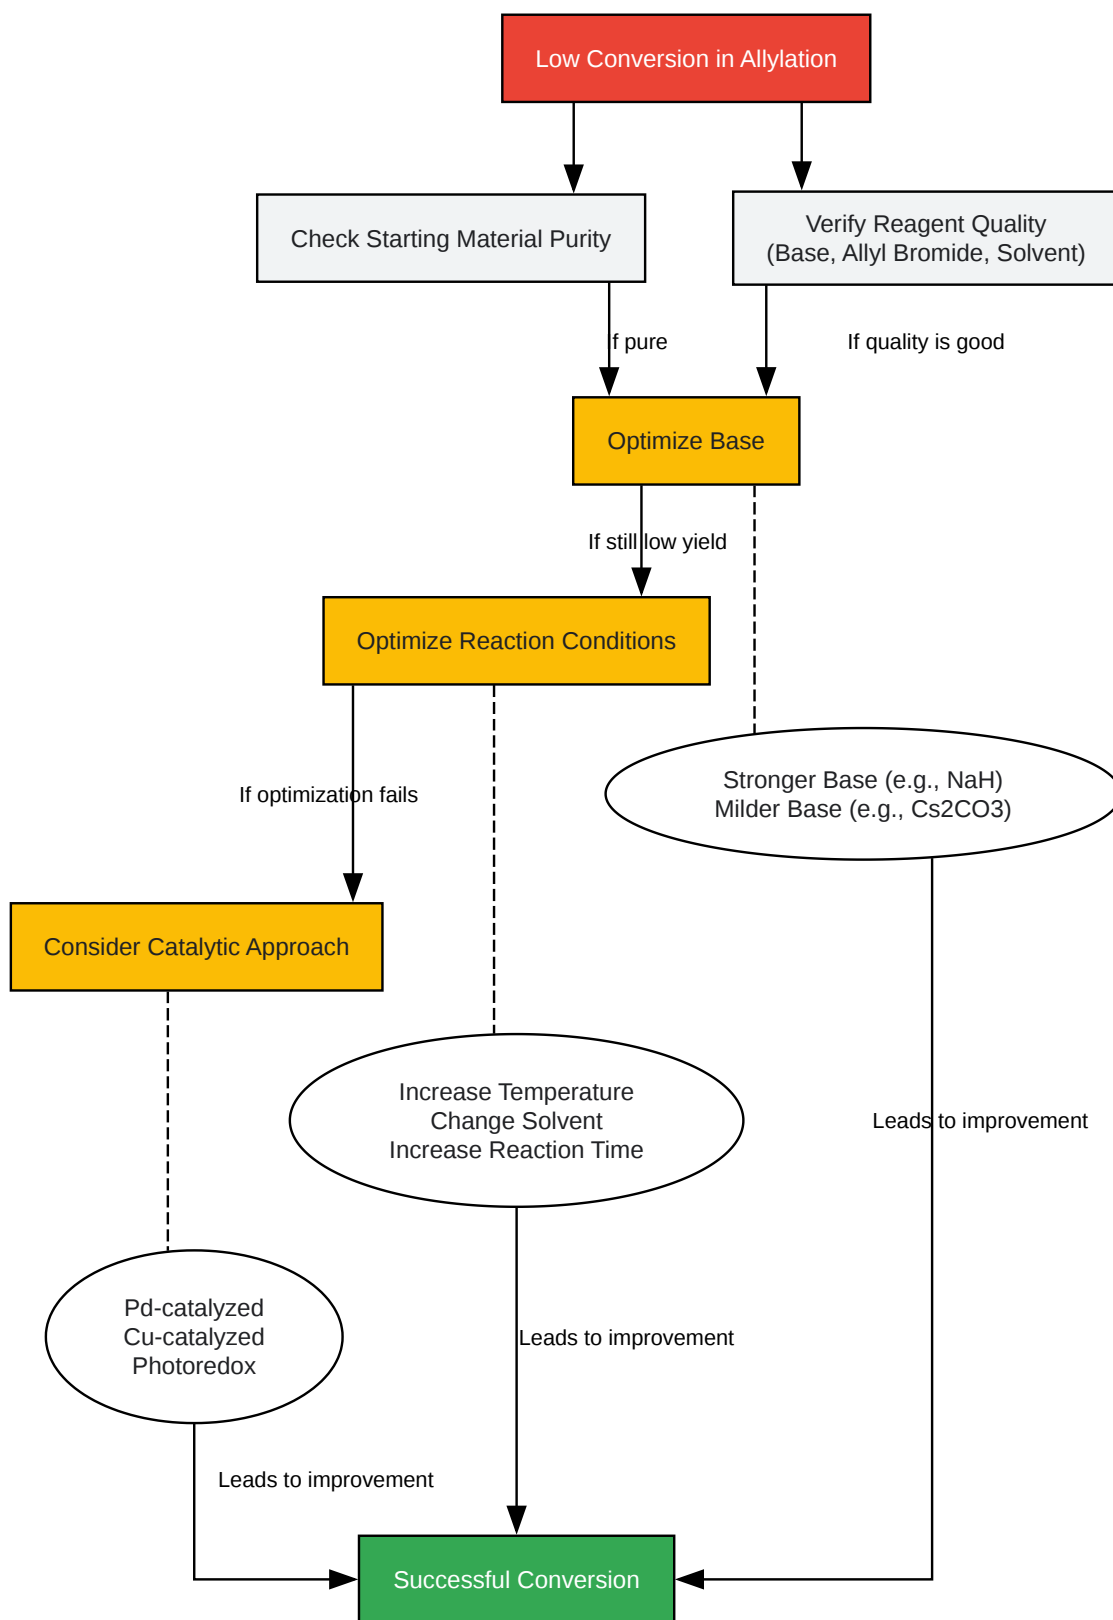 Low Conversion in Allylation
Check Starting Material Purity
Verify Reagent Quality
(Base, Allyl Bromide, Solvent)
If pure
If quality is good
Optimize Base
If still low yield
Optimize Reaction Conditions
Stronger Base (e.g., NaH)
Milder Base (e.g., Cs2CO3)
If optimization fails
Consider Catalytic Approach
Increase Temperature
Change Solvent
Increase Reaction Time
Leads to improvement
Pd-catalyzed
Cu-catalyzed
Photoredox
Leads to improvement
Leads to improvement
Successful Conversion